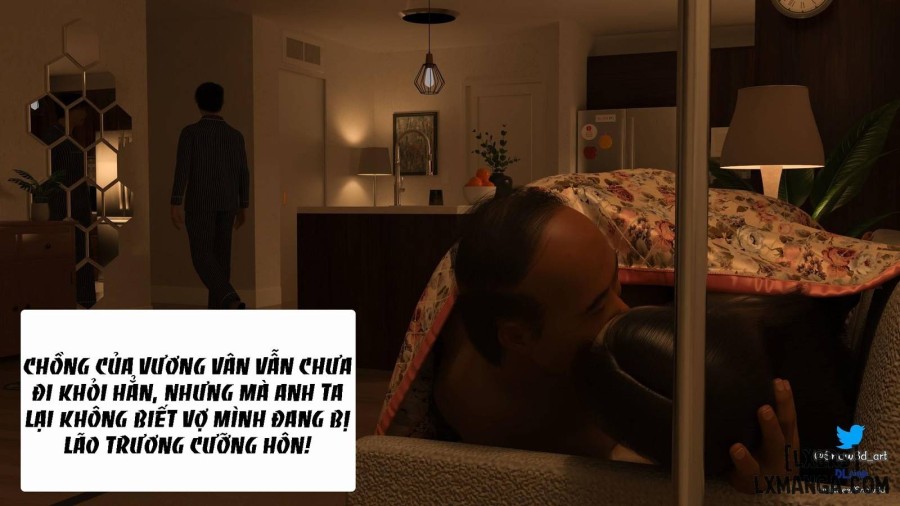 CHỒNG CỦA VƯƠNG VÂN VẪN CHƯA
ĐI KHỎI HẲN, NHƯNG MÀ ANH TA
LẠI KHÔNG BIẾT VỢ MÌNH ĐANG BỊ
LÃO TRƯƠNG CƯỠNG HÔN!
LXMANGA.COM